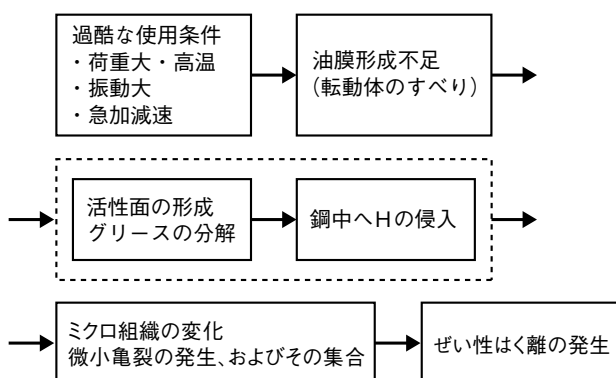 過酷な使用条件
・荷重大・高温
・振動大
・急加減速
油膜形成不足
(転動体のすべり)
活性面の形成
グリースの分解
鋼中へHの侵入
ミクロ組織の変化
微小亀裂の発生、およびその集合
ぜい性はく離の発生